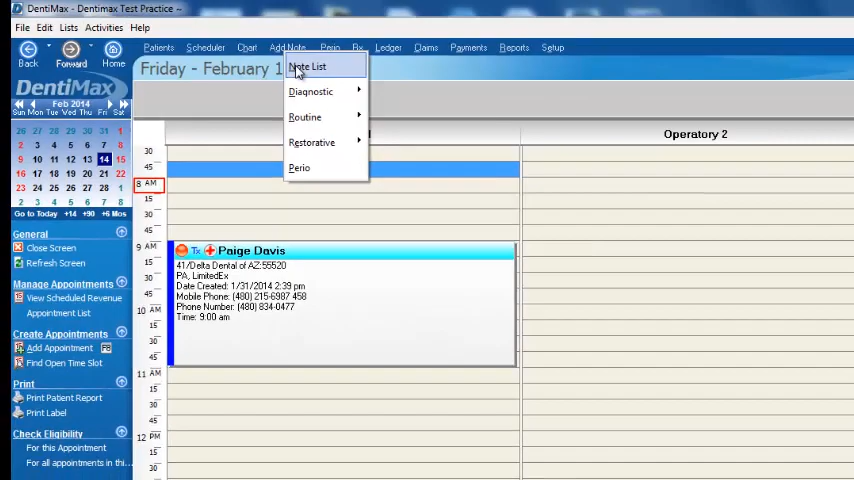 DentiMax - Dentimax Test Practice ~
File Edit Lists Activities Help
Back Forward Home
Patients Scheduler Chart Add Note Perio Rx Ledger Claims Payments Reports Setup
Friday - February 1
Note List
Diagnostic
Routine
Restorative
Perio
DentiMax
Feb 2014
Sun Mon Tue Wed Thu Fri Sat
26 27 28 29 30 31 1
2 3 4 5 6 7 8
9 10 11 12 13 14 15
16 17 18 19 20 21 22
23 24 25 26 27 28 1
2 3 4 5 6 7 8
Go to Today +14 +90 +6 Mos
General
Close Screen
Refresh Screen
Manage Appointments
View Scheduled Revenue
Appointment List
Create Appointments
Add Appointment F8
Find Open Time Slot
Print
Print Patient Report
Print Label
Check Eligibility
For this Appointment
For all appointments in thi...
Operatory 2
30
45
8 AM
15
30
45
9 AM
15
30
45
10 AM
15
30
45
11 AM
15
30
45
12 PM
15
30
Tx Paige Davis
41/Delta Dental of AZ:55520
PA, LimitedEx
Date Created: 1/31/2014 2:39 pm
Mobile Phone: (480) 215-6987 458
Phone Number: (480) 834-0477
Time: 9:00 am